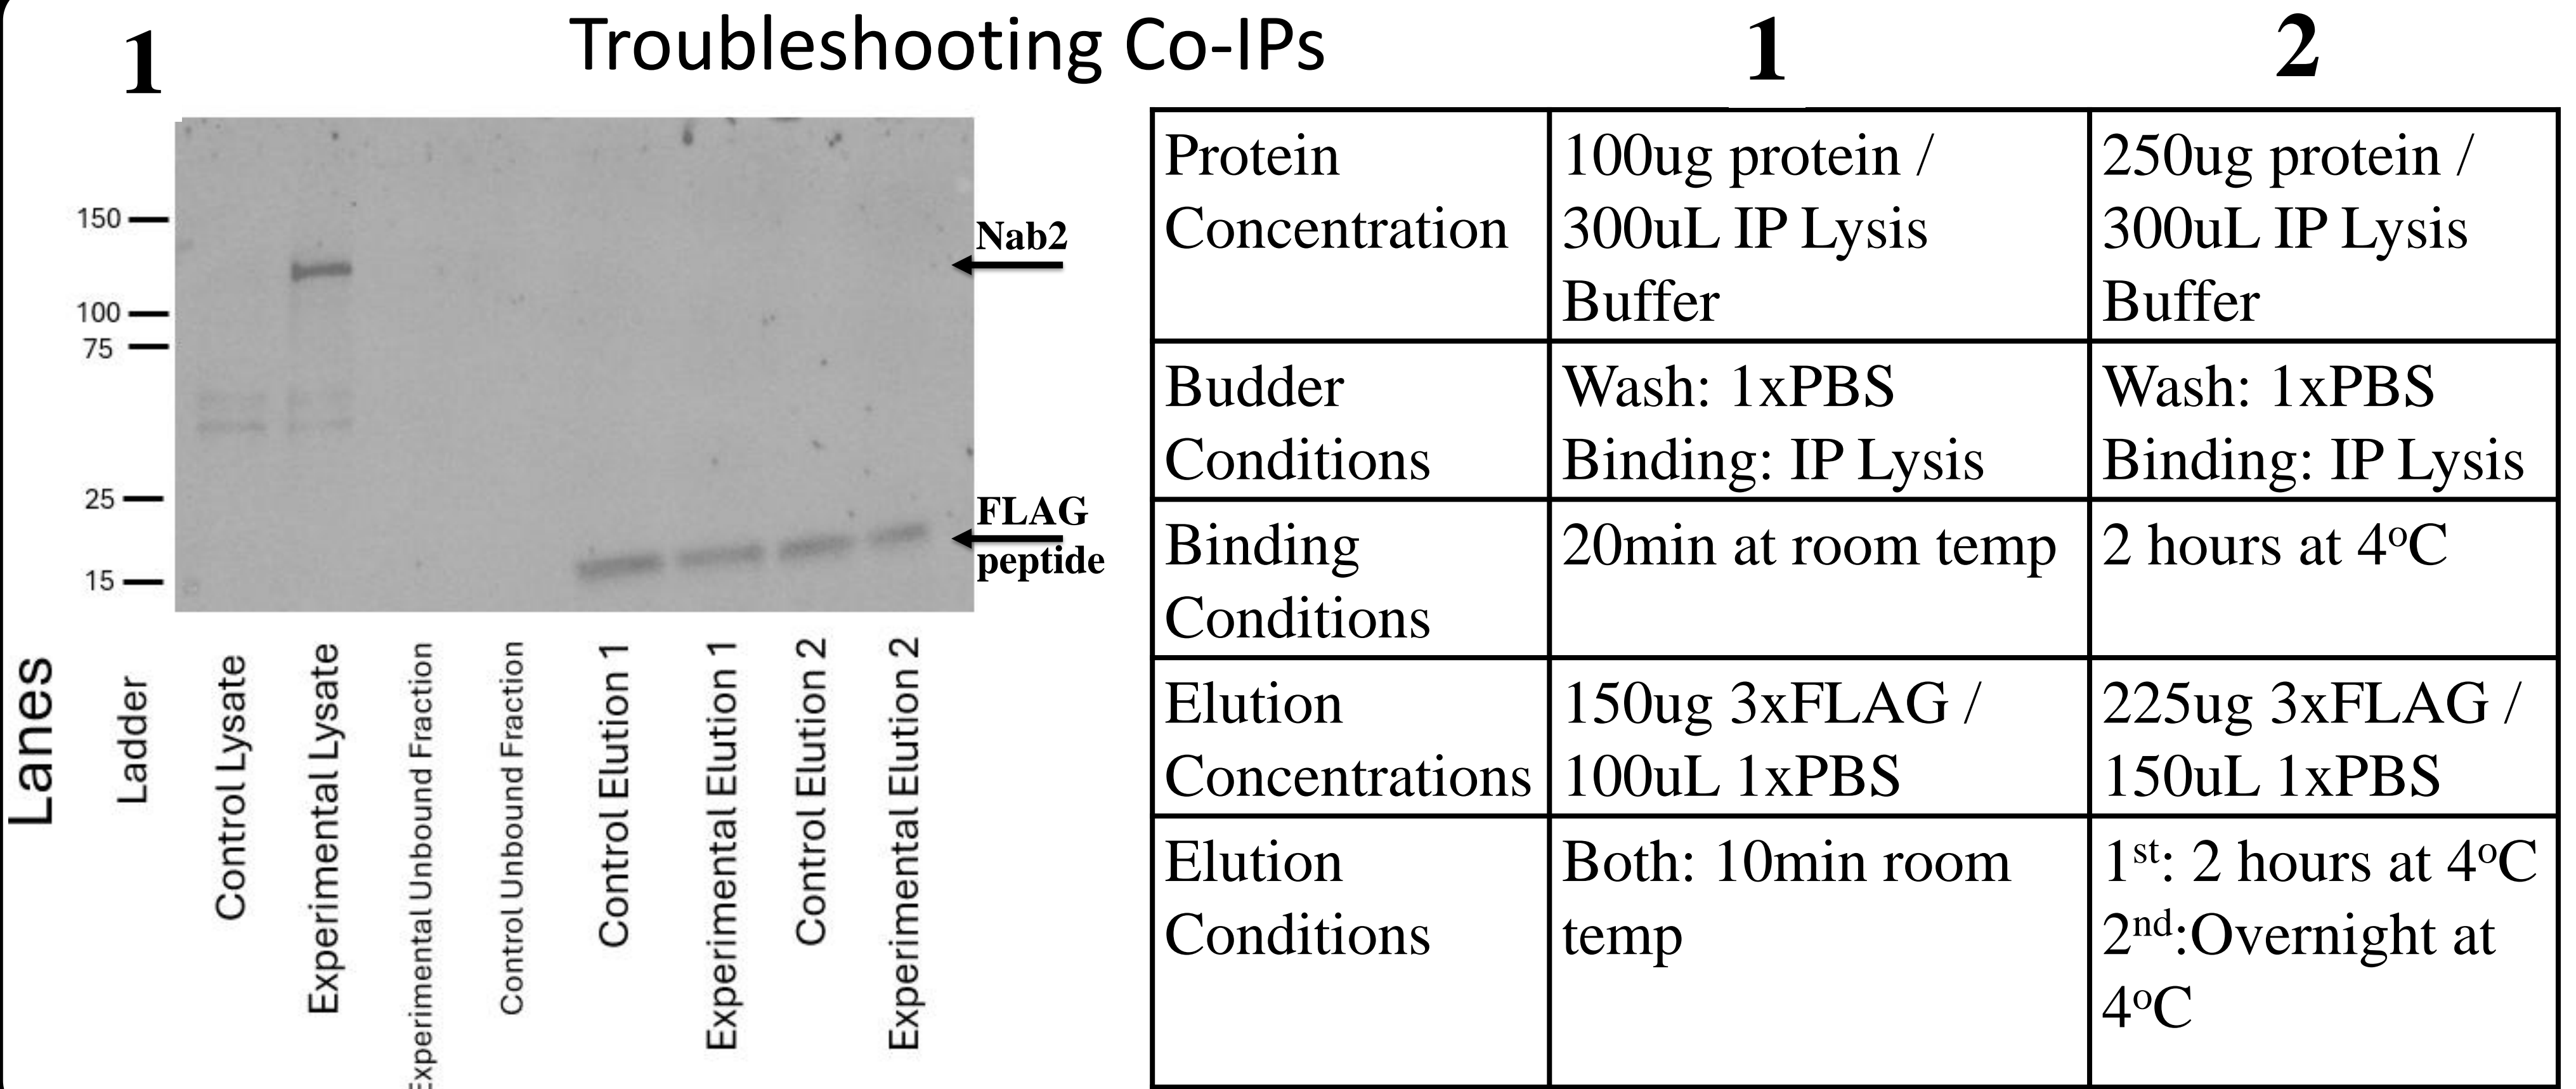 Troubleshooting Co-IPs
1
150
100
75
25
15
Nab2
FLAG
peptide
Lanes
Ladder
Control Lysate
Experimental Lysate
Experimental Unbound Fraction
Control Unbound Fraction
Control Elution 1
Experimental Elution 1
Control Elution 2
Experimental Elution 2
1
2
Protein
Concentration
100ug protein /
300uL IP Lysis
Buffer
250ug protein /
300uL IP Lysis
Buffer
Budder
Conditions
Wash: 1xPBS
Binding: IP Lysis
Wash: 1xPBS
Binding: IP Lysis
Binding
Conditions
20min at room temp
2 hours at 4ºC
Elution
Concentrations
150ug 3xFLAG /
100uL 1xPBS
225ug 3xFLAG /
150uL 1xPBS
Elution
Conditions
Both: 10min room
temp
1st: 2 hours at 4ºC
2nd:Overnight at
4ºC